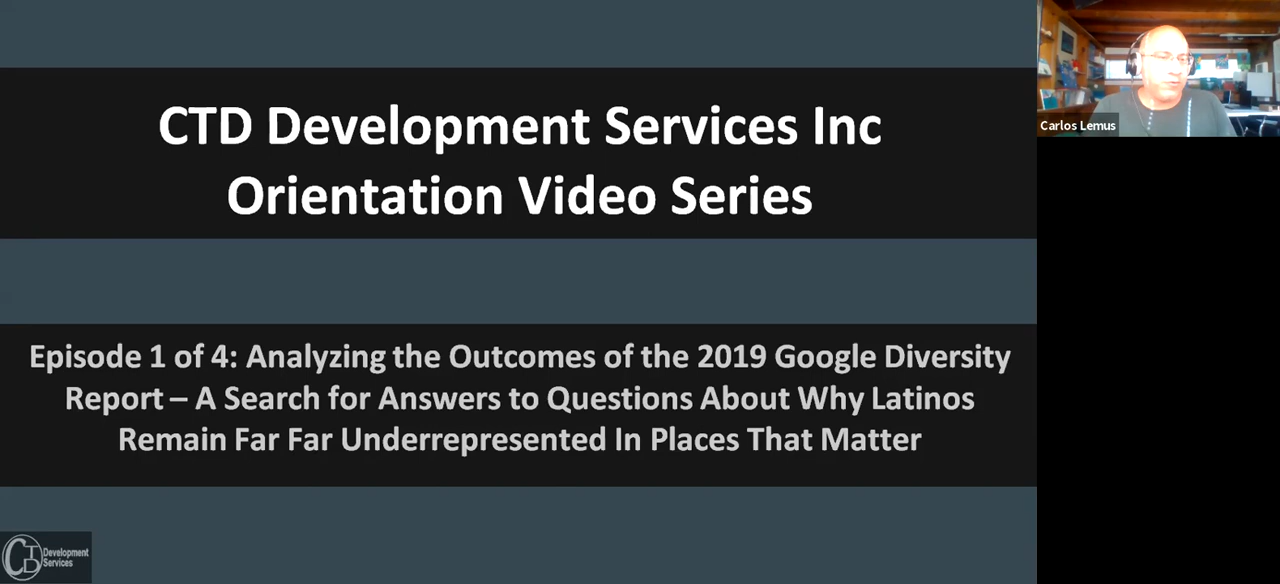 CTD Development Services Inc
Orientation Video Series
Episode 1 of 4: Analyzing the Outcomes of the 2019 Google Diversity
Report – A Search for Answers to Questions About Why Latinos
Remain Far Far Underrepresented In Places That Matter
Carlos Lemus
CTD Development
Services